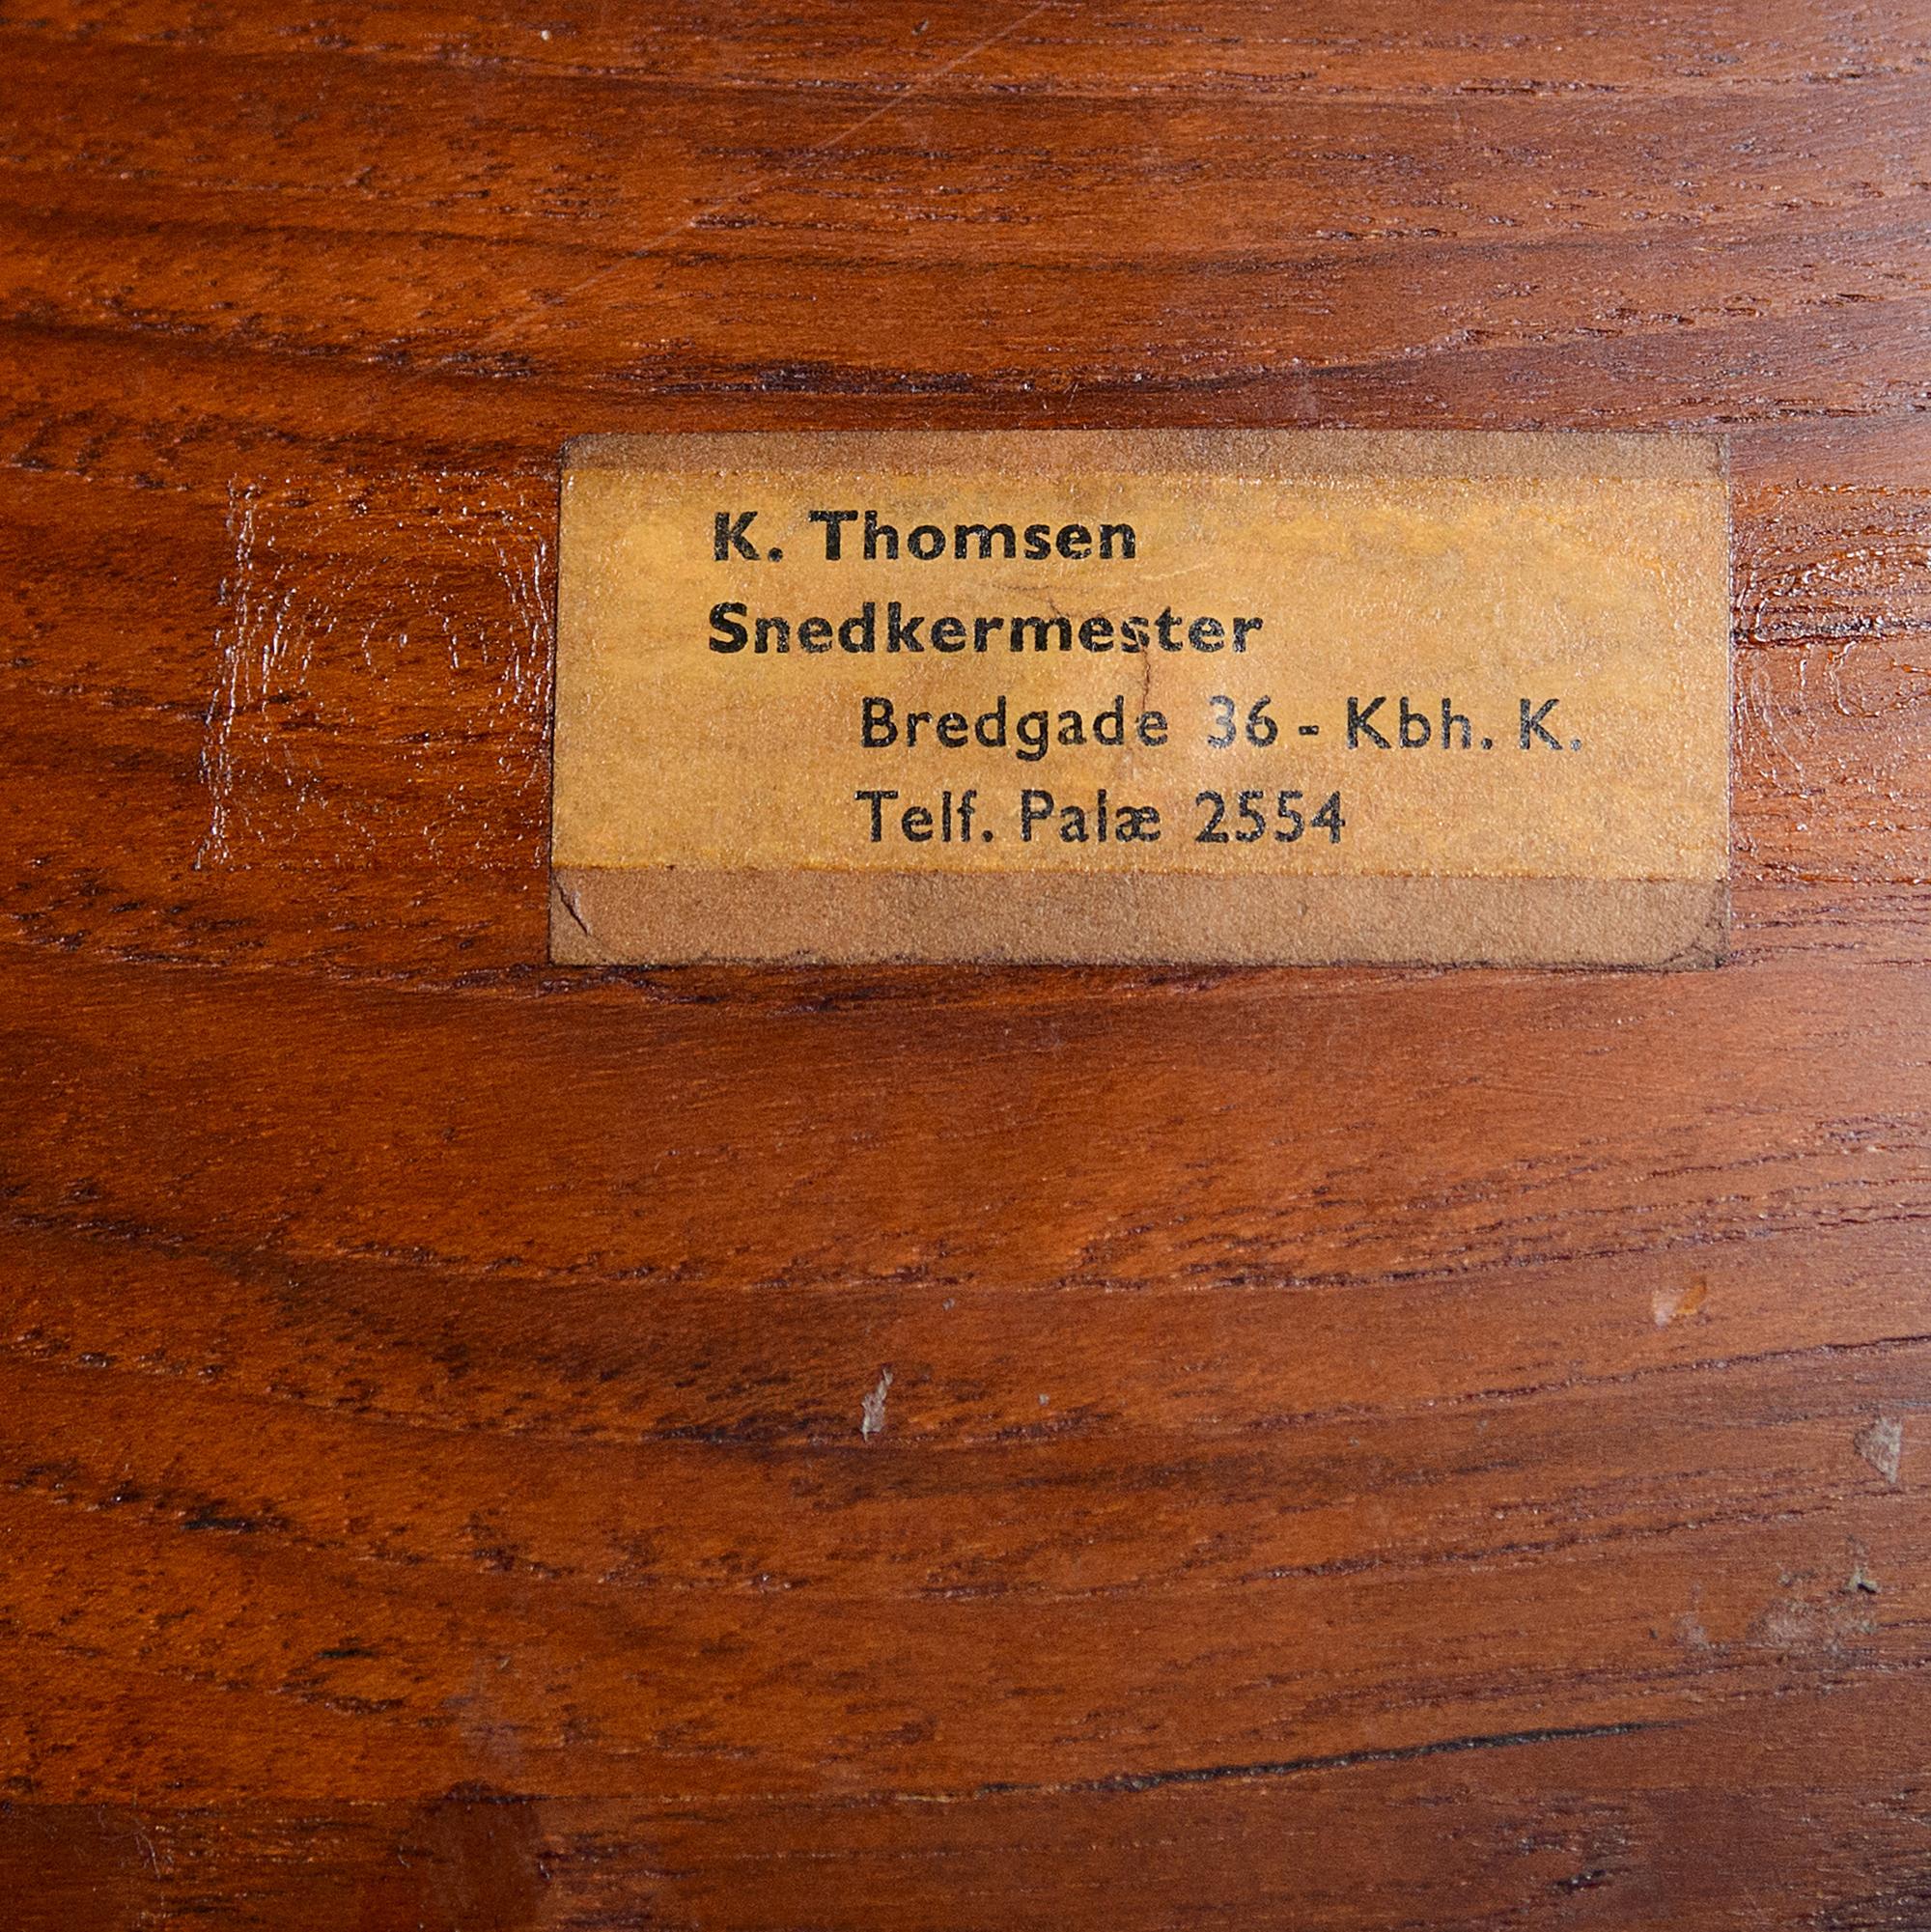 K. Thomsen
Snedkermester
Bredgade 36 - Kbh. K.
Telf. Palæ 2554